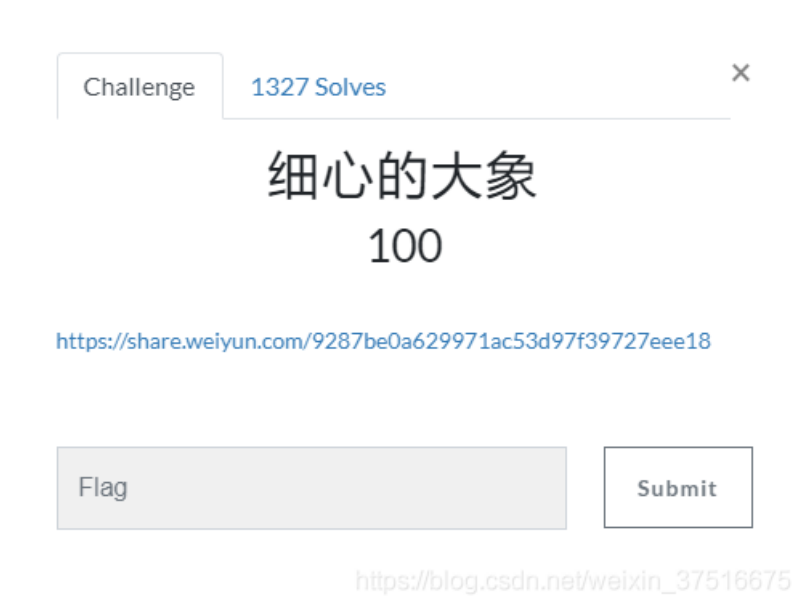 Challenge 1327 Solves ×
细心的大象
100
https://share.weiyun.com/9287be0a629971ac53d97f39727eee18
Flag Submit
https://blog.csdn.net/weixin_37516675